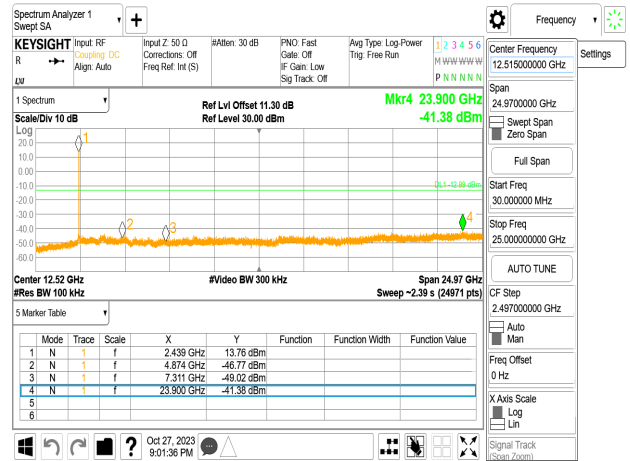 Spectrum Analyzer 1
Swept SA
Frequency
KEYSIGHT
R
Input: RF
Coupling: DC
Align: Auto
Input Z: 50 Ω
Corrections: Off
Freq Ref: Int (S)
#Atten: 30 dB
PNO: Fast
Gate: Off
IF Gain: Low
Sig Track: Off
Avg Type: Log-Power
Trig: Free Run
1 2 3 4 5 6
M W W W W W
P N N N N N
1 Spectrum
Scale/Div 10 dB
Ref Lvl Offset 11.30 dB
Ref Level 30.00 dBm
Mkr4 23.900 GHz
-41.38 dBm
Log
20.0
10.0
0.00
-10.0
-20.0
-30.0
-40.0
-50.0
-60.0
1
2
3
4
DL1 -13.99 dBm
Center 12.52 GHz
#Res BW 100 kHz
#Video BW 300 kHz
Span 24.97 GHz
Sweep ~2.39 s (24971 pts)
5 Marker Table
Mode Trace Scale X Y Function Function Width Function Value
1 N 1 f 2.439 GHz 13.76 dBm
2 N 1 f 4.874 GHz -46.77 dBm
3 N 1 f 7.311 GHz -49.02 dBm
4 N 1 f 23.900 GHz -41.38 dBm
5
6
?
Oct 27, 2023
9:01:36 PM
Center Frequency
12.515000000 GHz
Settings
Span
24.9700000 GHz
Swept Span
Zero Span
Full Span
Start Freq
30.000000 MHz
Stop Freq
25.000000000 GHz
AUTO TUNE
CF Step
2.497000000 GHz
Auto
Man
Freq Offset
0 Hz
X Axis Scale
Log
Lin
Signal Track
(Span Zoom)